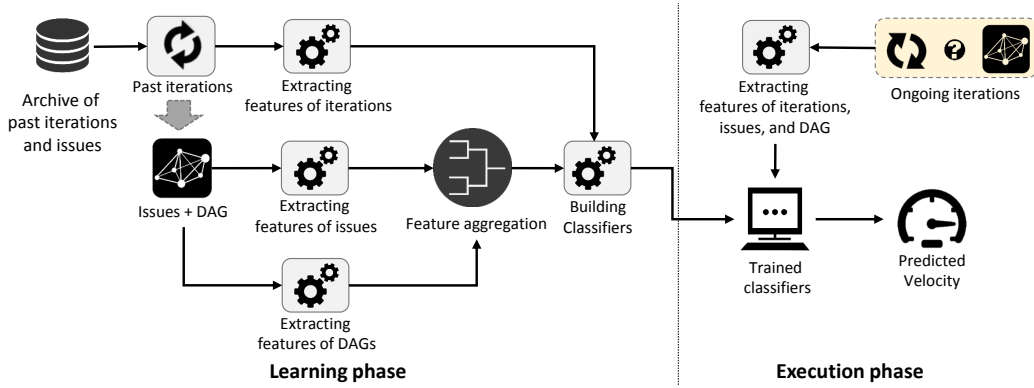 Archive of
past iterations
and issues
Past iterations
Extracting
features of iterations
Issues + DAG
Extracting
features of issues
Feature aggregation
Building
Classifiers
Extracting
features of DAGs
Learning phase
Extracting
features of iterations,
issues, and DAG
?
Ongoing iterations
Trained
classifiers
Predicted
Velocity
Execution phase